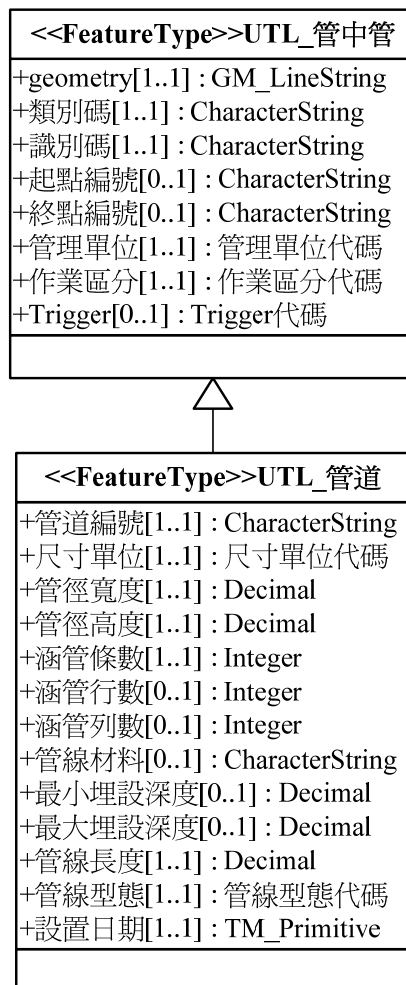 <<FeatureType>>UTL_管中管
+geometry[1..1] : GM_LineString
+類別碼[1..1] : CharacterString
+識別碼[1..1] : CharacterString
+起點編號[0..1] : CharacterString
+終點編號[0..1] : CharacterString
+管理單位[1..1] : 管理單位代碼
+作業區分[1..1] : 作業區分代碼
+Trigger[0..1] : Trigger代碼
<<FeatureType>>UTL_管道
+管道編號[1..1] : CharacterString
+尺寸單位[1..1] : 尺寸單位代碼
+管徑寬度[1..1] : Decimal
+管徑高度[1..1] : Decimal
+涵管條數[1..1] : Integer
+涵管行數[0..1] : Integer
+涵管列數[0..1] : Integer
+管線材料[0..1] : CharacterString
+最小埋設深度[0..1] : Decimal
+最大埋設深度[0..1] : Decimal
+管線長度[1..1] : Decimal
+管線型態[1..1] : 管線型態代碼
+設置日期[1..1] : TM_Primitive